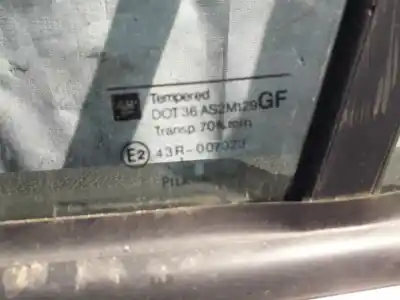 Tempered
DOT 36 AS2M129 GF
Transp. 70% min
E2 43R-007023